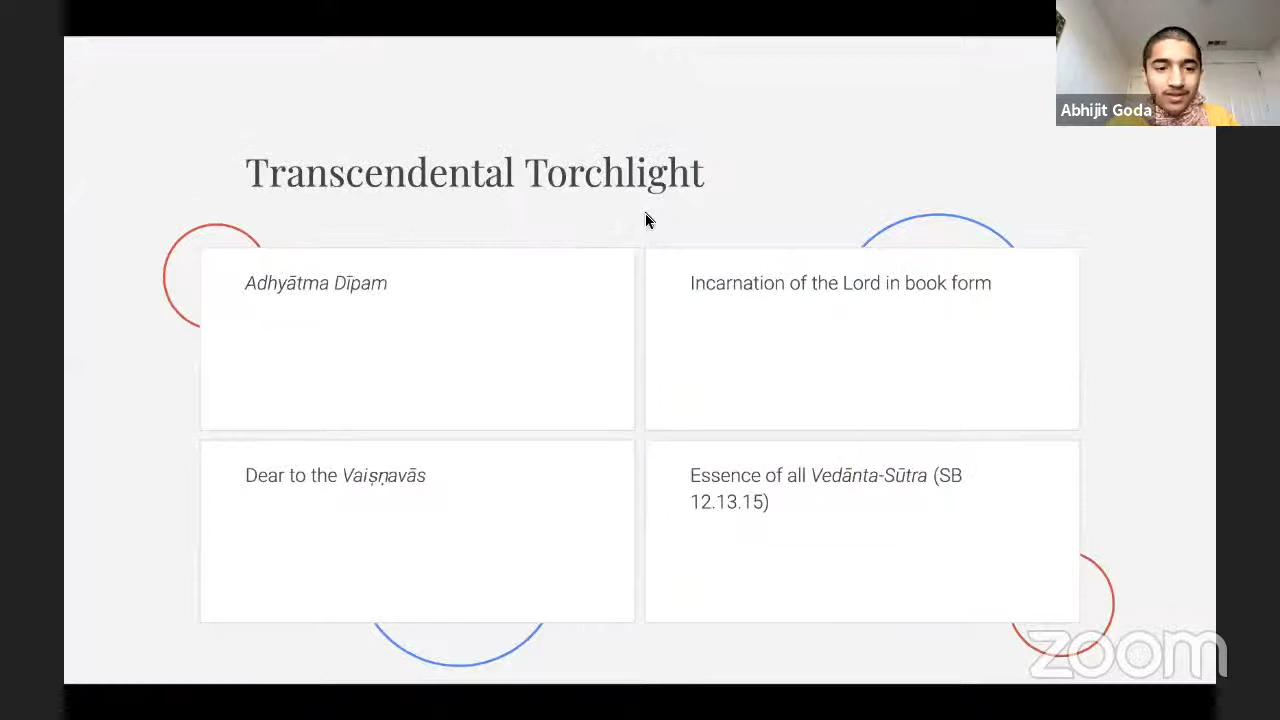 Abhijit Goda
Transcendental Torchlight
Adhyātma Dīpam
Incarnation of the Lord in book form
Dear to the Vaiṣṇavās
Essence of all Vedānta-Sūtra (SB
12.13.15)
zoom